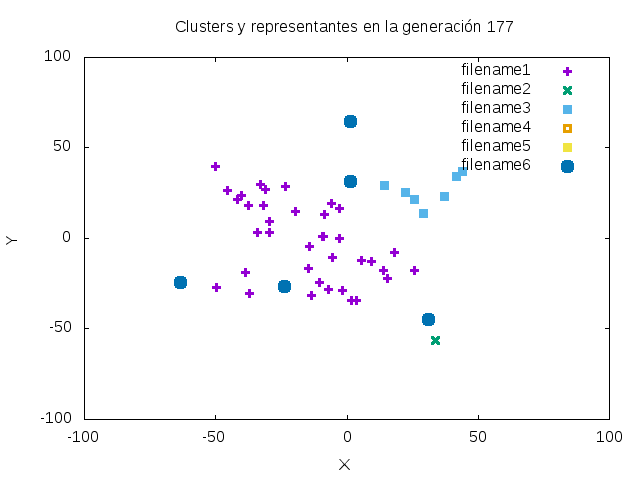 Clusters y representantes en la generación 177
100
50
0
-50
-100
-100
-50
0
50
100
Y
X
filename1
filename2
filename3
filename4
filename5
filename6